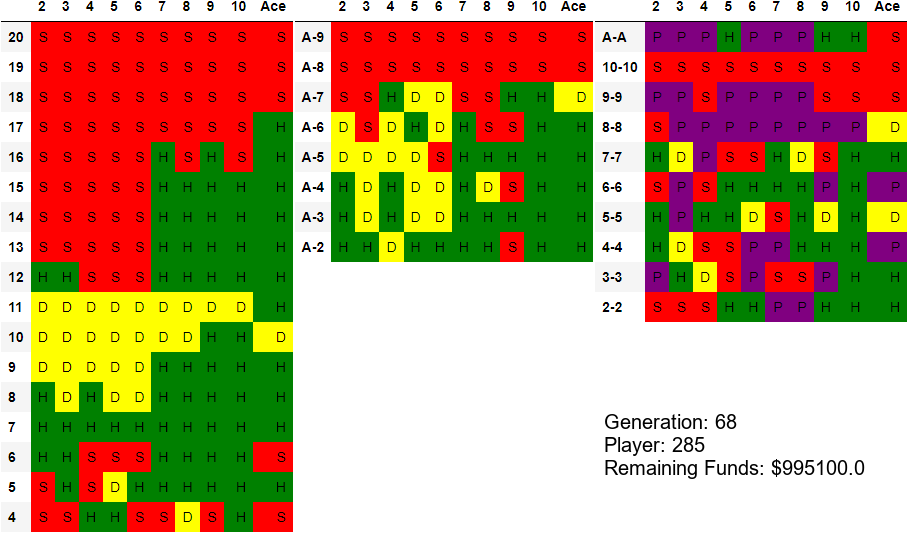 2 3 4 5 6 7 8 9 10 Ace 2 3 4 5 6 7 8 9 10 Ace 2 3 4 5 6 7 8 9 10 Ace
20 S S S S S S S S S S A-9 S S S S S S S S S S A-A P P P H P P P H H S
19 S S S S S S S S S S A-8 S S S S S S S S S S 10-10 S S S S S S S S S S
18 S S S S S S S S S S A-7 S S H D D S S H H D 9-9 P P S P P P P S S S
17 S S S S S S S S S H A-6 D S D H D H S S H H 8-8 S P P P P P P P P D
16 S S S S S H S H S H A-5 D D D D S H H H H H 7-7 H D P S S H D S H H
15 S S S S S H H H H H A-4 H D H D D H D S H H 6-6 S P S H H H H P H P
14 S S S S S H H H H H A-3 H D H D D H H H H H 5-5 H P H H D S H D H D
13 S S S S S H H H H H A-2 H H D H H H H S H H 4-4 H D S S P P H H H P
12 H H S S S H H H H H 3-3 P H D S P S S P H H
11 D D D D D D D D D H 2-2 S S S H H P P H H H
10 D D D D D D D H H D
9 D D D D D H H H H H
8 H D H D D H H H H H
7 H H H H H H H H H H
6 H H S S S H H H H S
5 S H S D H H H H H H
4 S S H H S S D S H S
Generation: 68
Player: 285
Remaining Funds: $995100.0